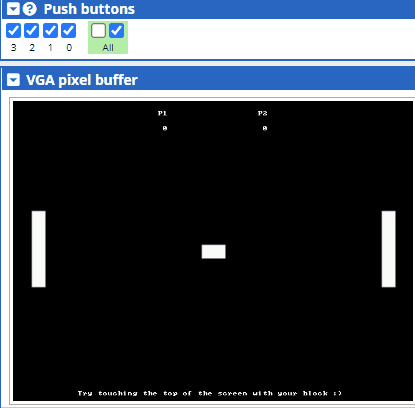 Push buttons
3 2 1 0 All
VGA pixel buffer
P1 P2
0 0
Try touching the top of the screen with your block :)